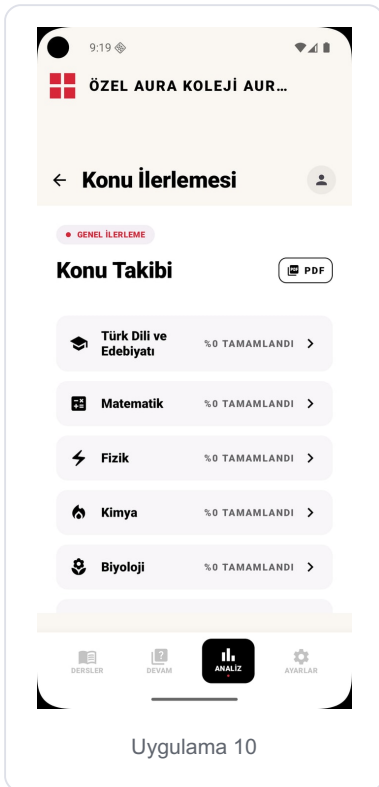 9:19
ÖZEL AURA KOLEJİ AUR...
Konu İlerlemesi
GENEL İLERLEME
Konu Takibi
PDF
Türk Dili ve
Edebiyatı
%0 TAMAMLANDI
Matematik
%0 TAMAMLANDI
Fizik
%0 TAMAMLANDI
Kimya
%0 TAMAMLANDI
Biyoloji
%0 TAMAMLANDI
DERSLER
DEVAM
ANALİZ
AYARLAR
Uygulama 10